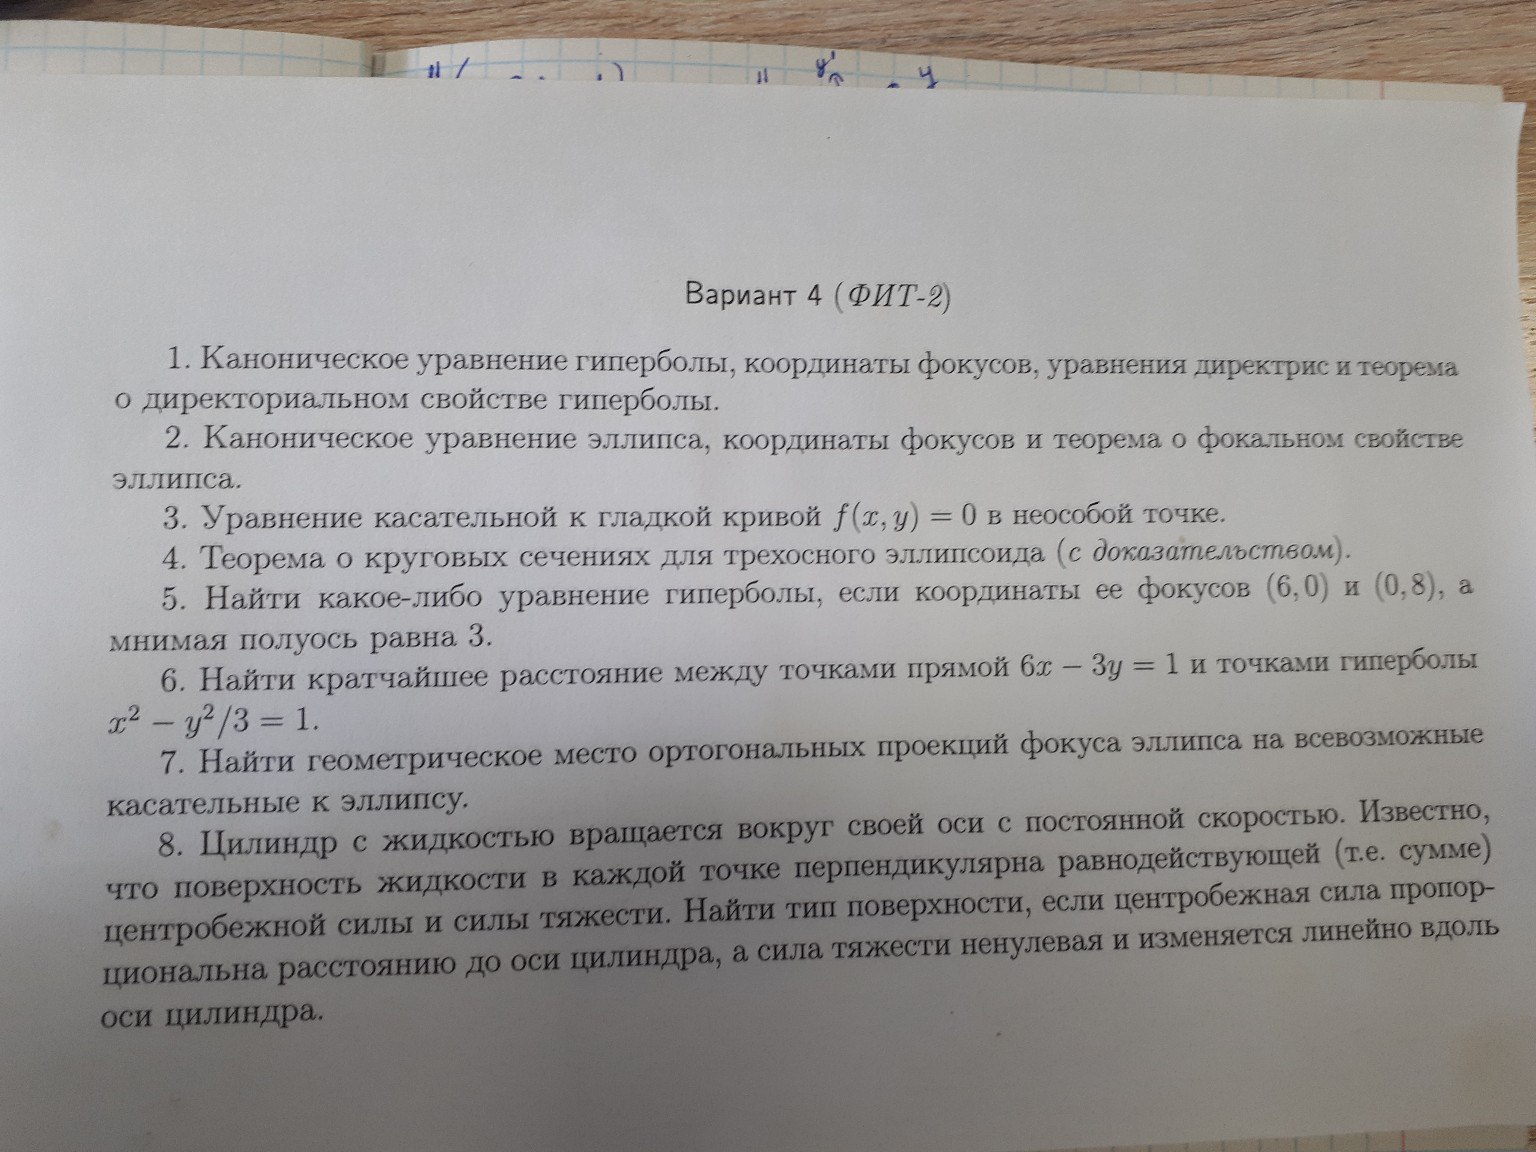 Вариант 4 (ФИТ-2)
1. Каноническое уравнение гиперболы, координаты фокусов, уравнения директрис и теорема
о директориальном свойстве гиперболы.
2. Каноническое уравнение эллипса, координаты фокусов и теорема о фокальном свойстве
эллипса.
3. Уравнение касательной к гладкой кривой f(x, y) = 0 в неособой точке.
4. Теорема о круговых сечениях для трехосного эллипсоида (с доказательством).
5. Найти какое-либо уравнение гиперболы, если координаты ее фокусов (6, 0) и (0, 8), а
мнимая полуось равна 3.
6. Найти кратчайшее расстояние между точками прямой 6x − 3y = 1 и точками гиперболы
x² − y²/3 = 1.
7. Найти геометрическое место ортогональных проекций фокуса эллипса на всевозможные
касательные к эллипсу.
8. Цилиндр с жидкостью вращается вокруг своей оси с постоянной скоростью. Известно,
что поверхность жидкости в каждой точке перпендикулярна равнодействующей (т.е. сумме)
центробежной силы и силы тяжести. Найти тип поверхности, если центробежная сила пропор-
циональна расстоянию до оси цилиндра, а сила тяжести ненулевая и изменяется линейно вдоль
оси цилиндра.